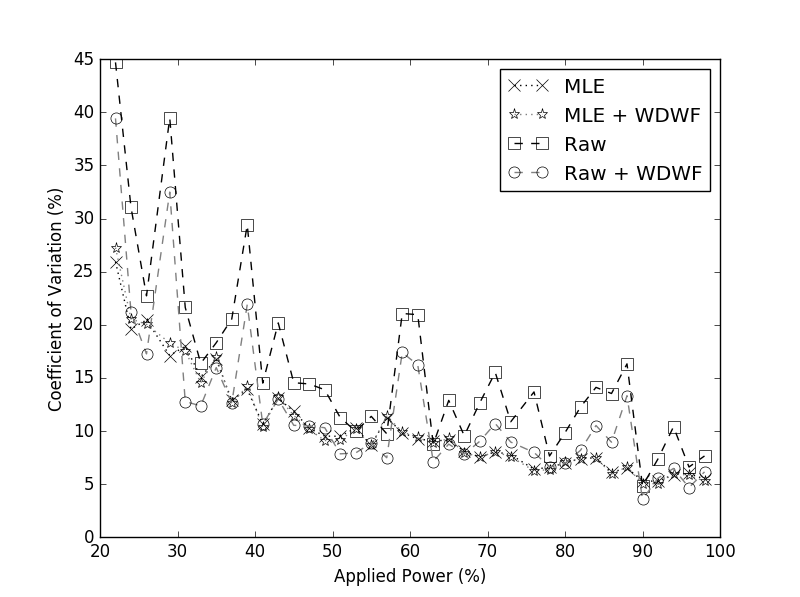 45
40
35
30
25
20
15
10
5
0
20 30 40 50 60 70 80 90 100
Coefficient of Variation (%)
Applied Power (%)
MLE
MLE + WDWF
Raw
Raw + WDWF